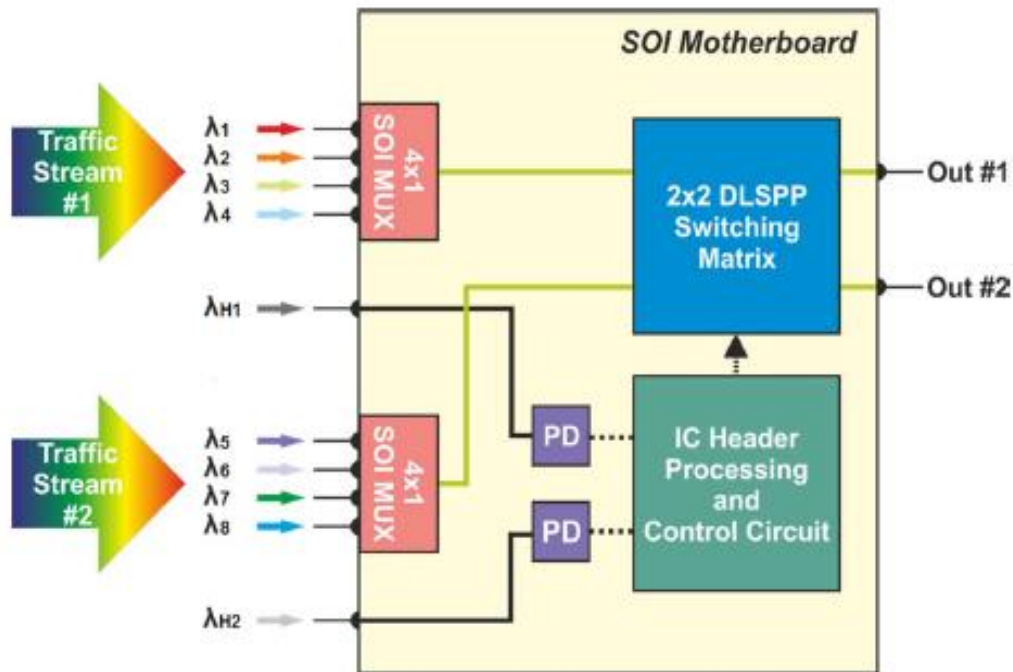 SOI Motherboard
Traffic
Stream
#1
λ1
λ2
λ3
λ4
4x1
SOI MUX
2x2 DLSPP
Switching
Matrix
Out #1
Out #2
λH1
Traffic
Stream
#2
λ5
λ6
λ7
λ8
4x1
SOI MUX
PD
PD
IC Header
Processing
and
Control Circuit
λH2